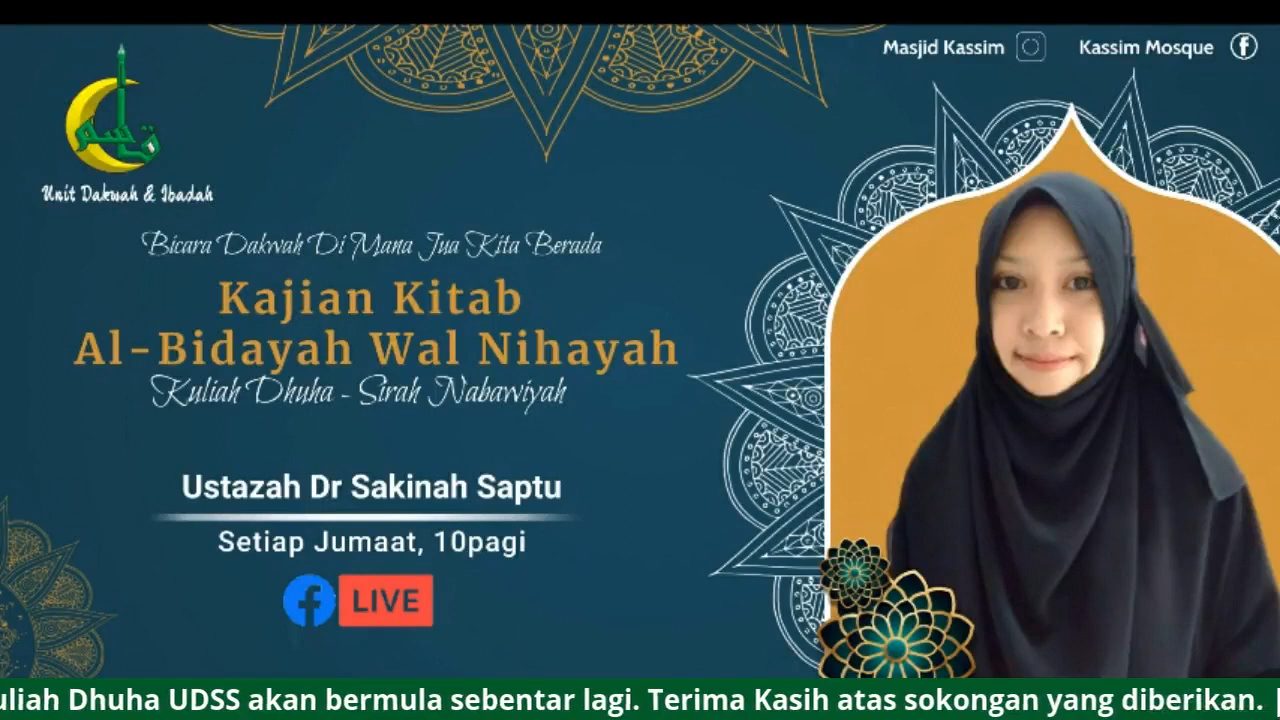 Masjid Kassim
Kassim Mosque
قاسم
Unit Dakwah & Ibadah
Bicara Dakwah Di Mana Jua Kita Berada
Kajian Kitab
Al-Bidayah Wal Nihayah
Kuliah Dhuha - Sirah Nabawiyah
Ustazah Dr Sakinah Saptu
Setiap Jumaat, 10pagi
LIVE
uliah Dhuha UDSS akan bermula sebentar lagi. Terima Kasih atas sokongan yang diberikan. |